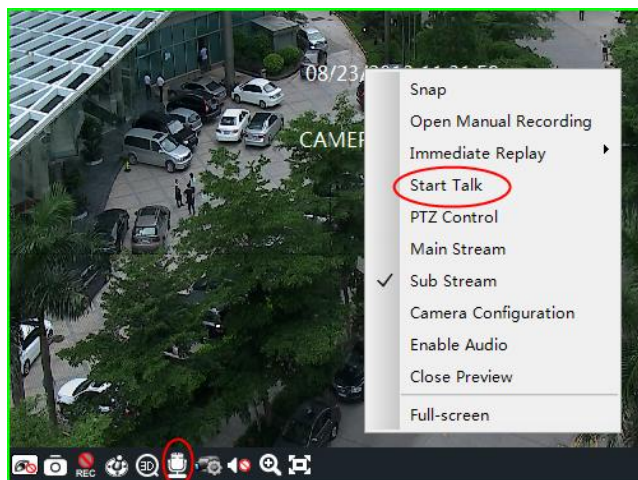 08/23/
CAMER
Snap
Open Manual Recording
Immediate Replay
Start Talk
PTZ Control
Main Stream
Sub Stream
Camera Configuration
Enable Audio
Close Preview
Full-screen
REC
3D